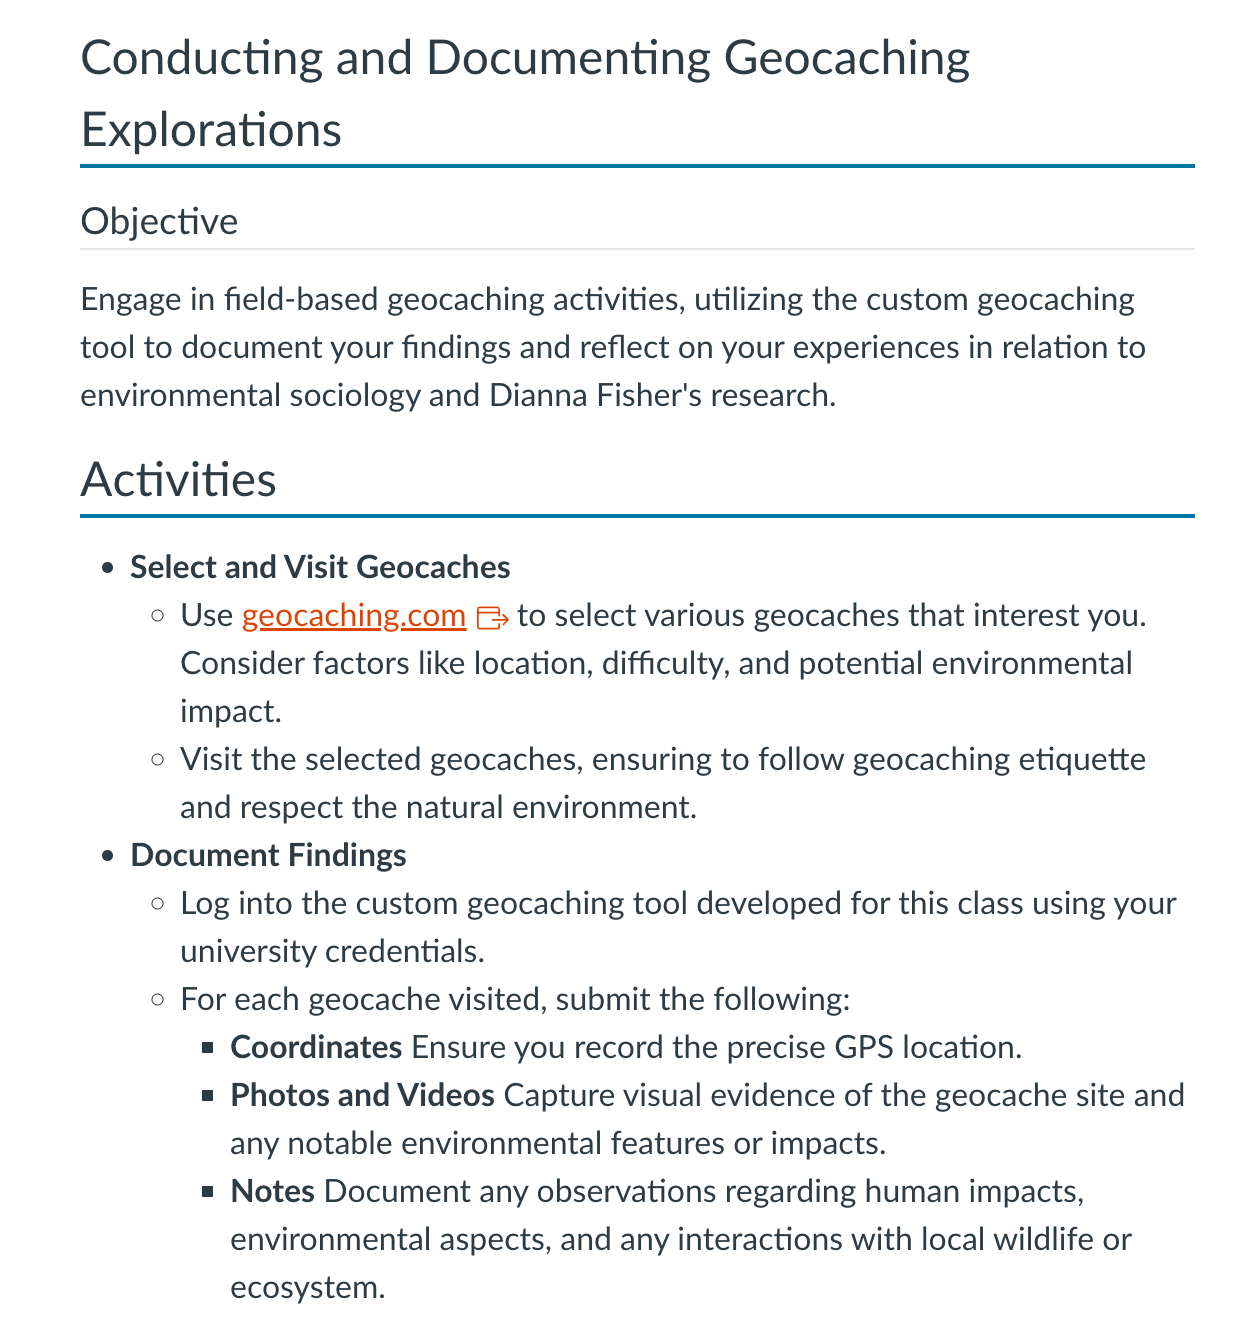 Conducting and Documenting Geocaching
Explorations
Objective
Engage in field-based geocaching activities, utilizing the custom geocaching
tool to document your findings and reflect on your experiences in relation to
environmental sociology and Dianna Fisher's research.
Activities
Select and Visit Geocaches
Use geocaching.com to select various geocaches that interest you.
Consider factors like location, difficulty, and potential environmental
impact.
Visit the selected geocaches, ensuring to follow geocaching etiquette
and respect the natural environment.
Document Findings
Log into the custom geocaching tool developed for this class using your
university credentials.
For each geocache visited, submit the following:
Coordinates Ensure you record the precise GPS location.
Photos and Videos Capture visual evidence of the geocache site and
any notable environmental features or impacts.
Notes Document any observations regarding human impacts,
environmental aspects, and any interactions with local wildlife or
ecosystem.